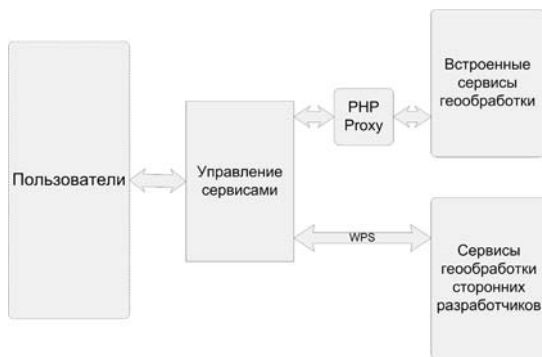 Пользователи
Управление
сервисами
PHP
Proxy
Встроенные
сервисы
геообработки
WPS
Сервисы
геообработки
сторонних
разработчиков